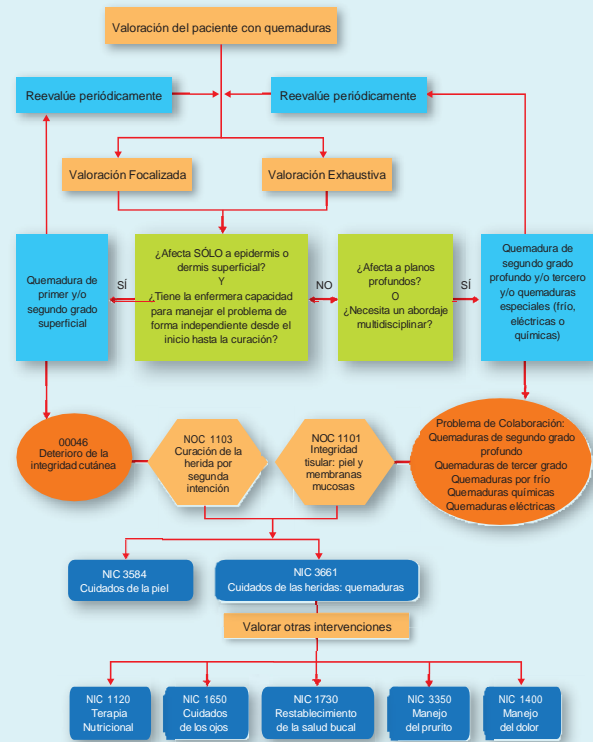 Valoración del paciente con quemaduras
Reevalúe periódicamente
Reevalúe periódicamente
Valoración Focalizada
Valoración Exhaustiva
Quemadura de
primer y/o
segundo grado
superficial
SÍ
¿Afecta SÓLO a epidermis o
dermis superficial?
Y
¿Tiene la enfermera capacidad
para manejar el problema de
forma independiente desde el
inicio hasta la curación?
NO
¿Afecta a planos
profundos?
O
¿Necesita un abordaje
multidisciplinar?
SÍ
Quemadura de
segundo grado
profundo y/o tercero
y/o quemaduras
especiales (frío,
eléctricas o
químicas)
00046
Deterioro de la
integridad cutánea
NOC 1103
Curación de la
herida por
segunda
intención
NOC 1101
Integridad
tisular: piel y
membranas
mucosas
Problema de Colaboración:
Quemaduras de segundo grado
profundo
Quemaduras de tercer grado
Quemaduras por frío
Quemaduras químicas
Quemaduras eléctricas
NIC 3584
Cuidados de la piel
NIC 3661
Cuidados de las heridas: quemaduras
Valorar otras intervenciones
NIC 1120
Terapia
Nutricional
NIC 1650
Cuidados
de los ojos
NIC 1730
Restablecimiento
de la salud bucal
NIC 3350
Manejo
del prurito
NIC 1400
Manejo
del dolor